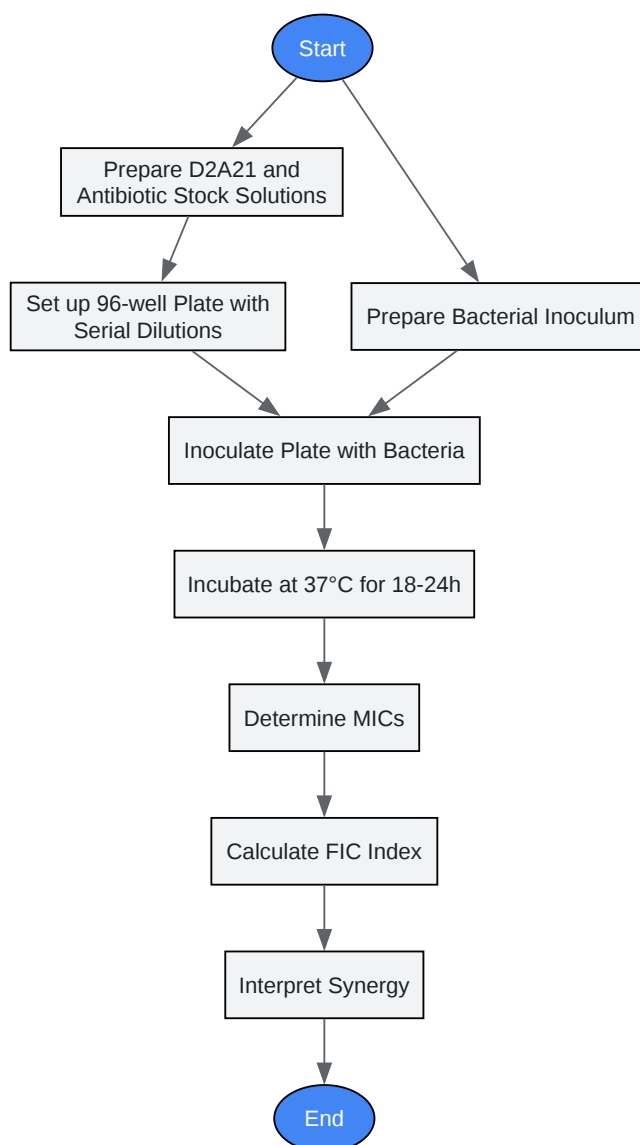 Start
Prepare D2A21 and
Antibiotic Stock Solutions
Set up 96-well Plate with
Serial Dilutions
Prepare Bacterial Inoculum
Inoculate Plate with Bacteria
Incubate at 37°C for 18-24h
Determine MICs
Calculate FIC Index
Interpret Synergy
End